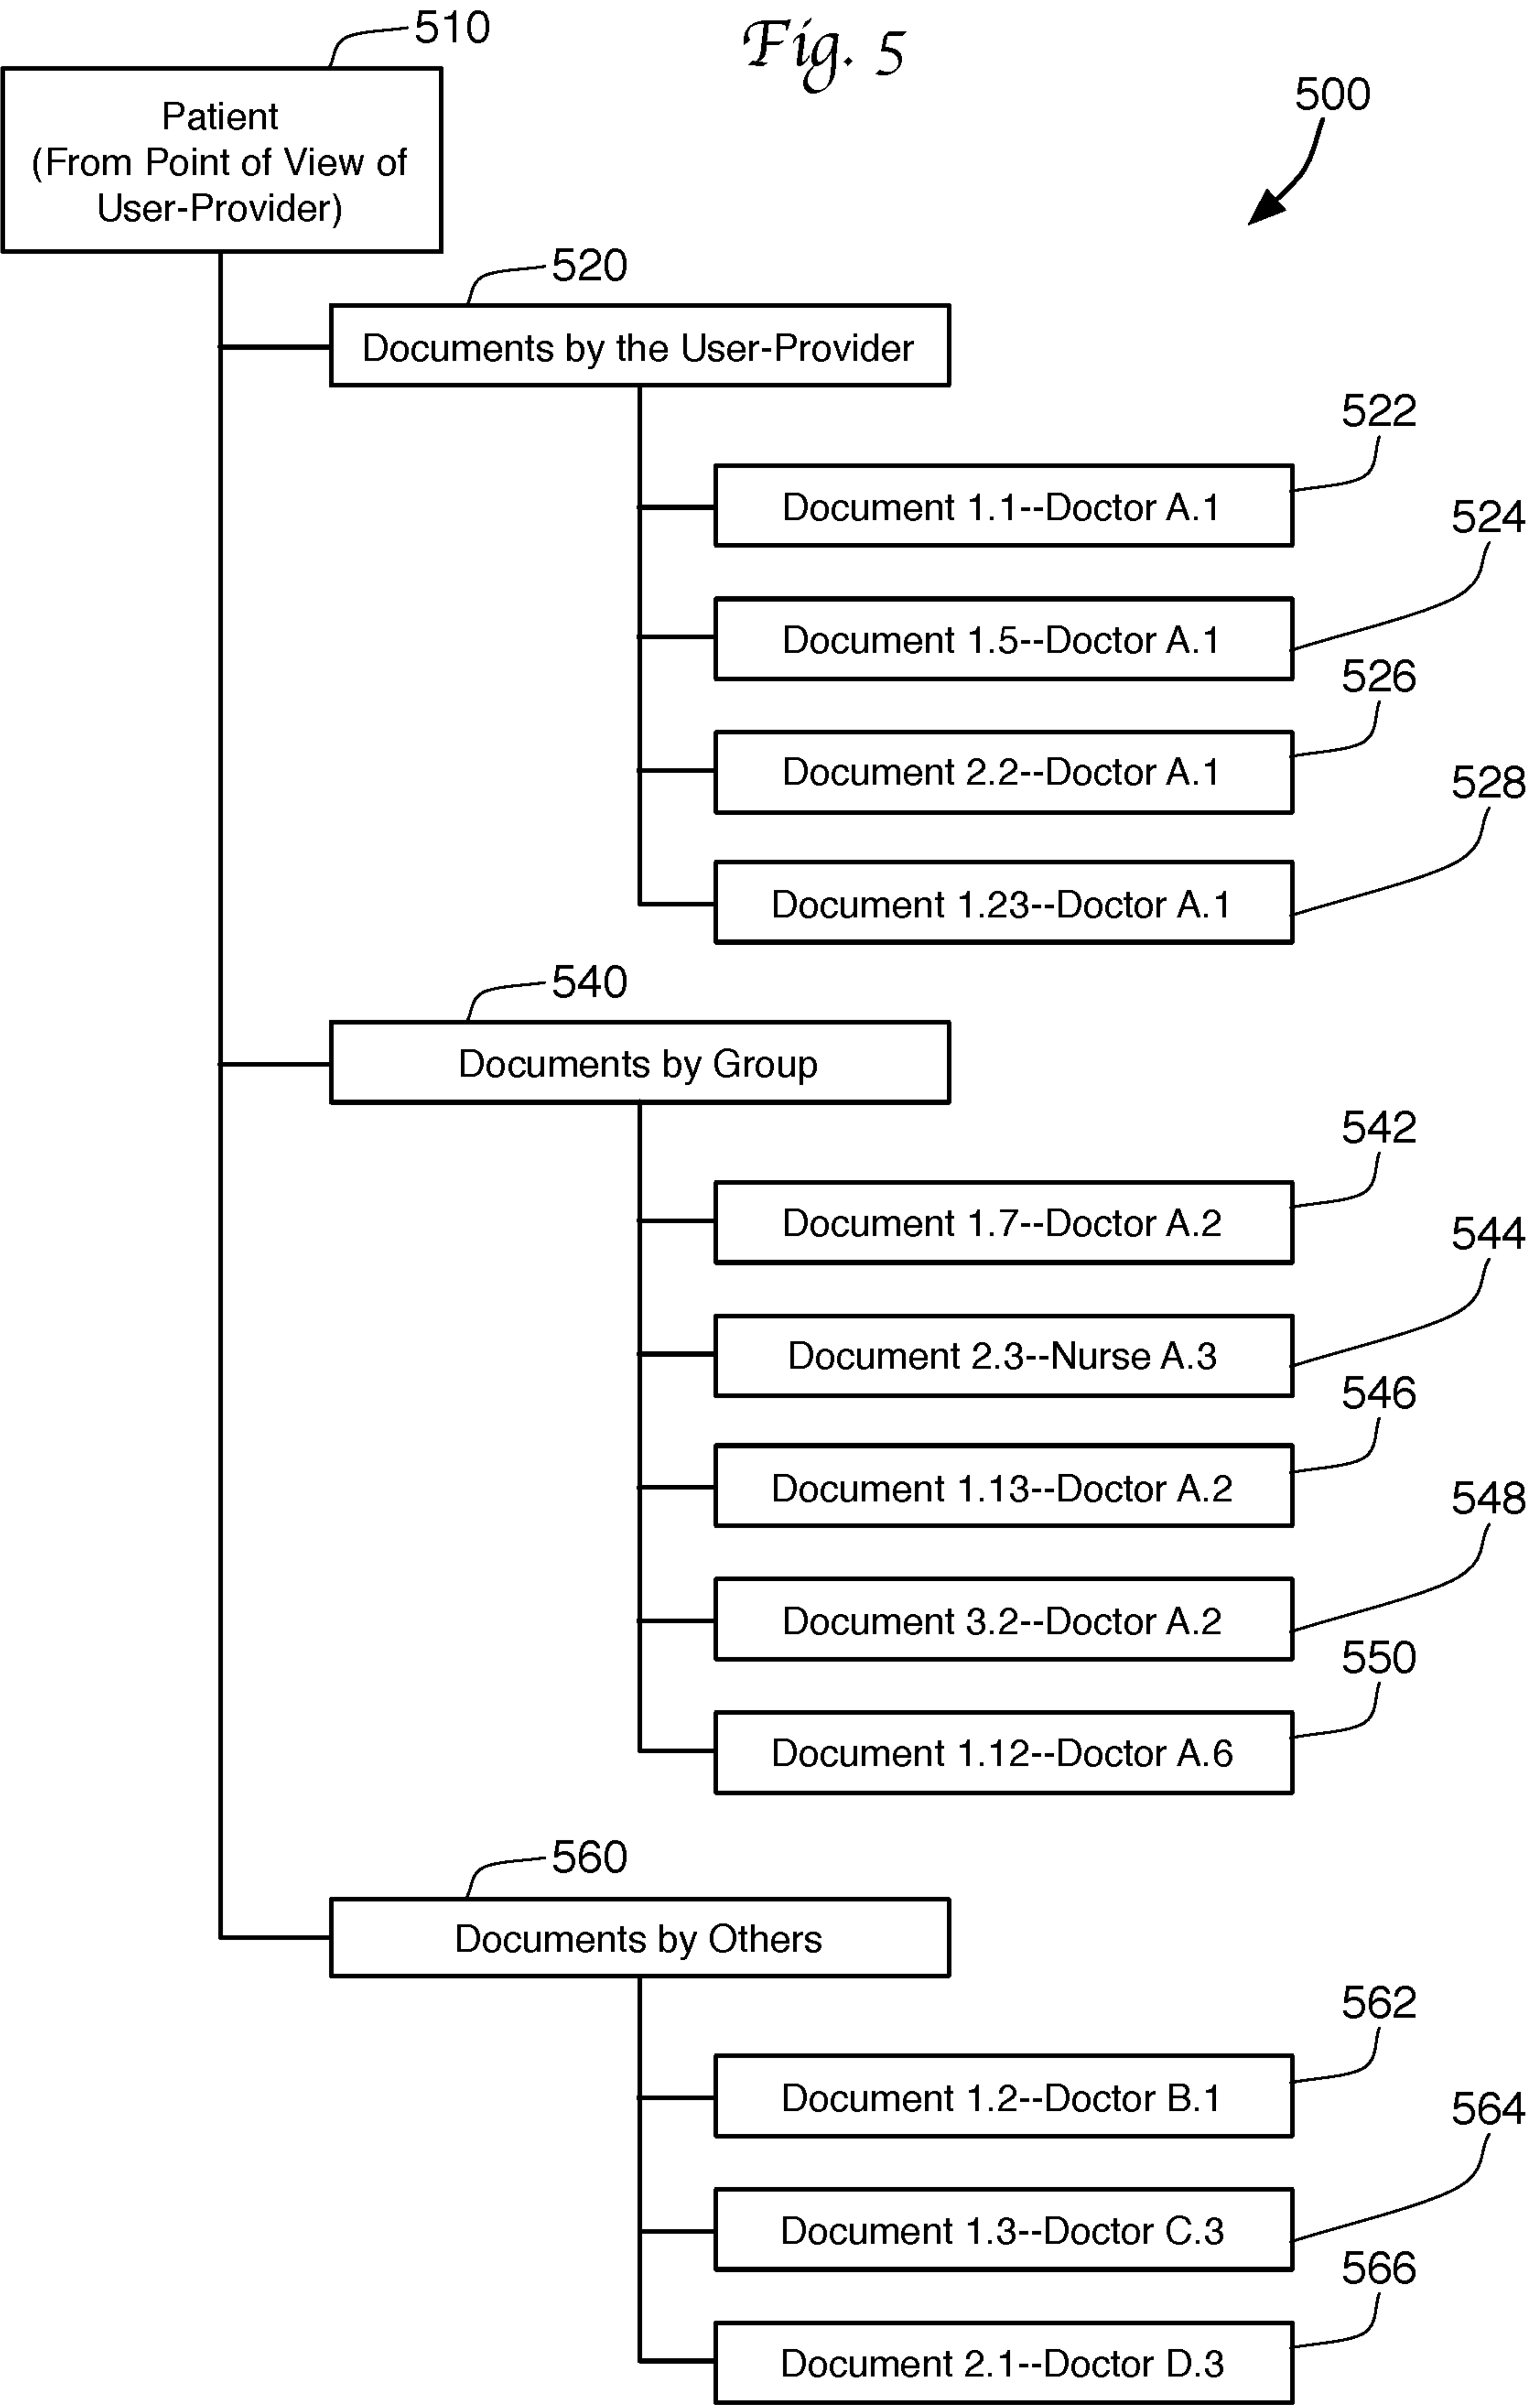 510
Fig. 5
500
Patient
(From Point of View of
User-Provider)
520
Documents by the User-Provider
522
Document 1.1--Doctor A.1
524
Document 1.5--Doctor A.1
526
Document 2.2--Doctor A.1
528
Document 1.23--Doctor A.1
540
Documents by Group
542
Document 1.7--Doctor A.2
544
Document 2.3--Nurse A.3
546
Document 1.13--Doctor A.2
548
Document 3.2--Doctor A.2
550
Document 1.12--Doctor A.6
560
Documents by Others
562
Document 1.2--Doctor B.1
564
Document 1.3--Doctor C.3
566
Document 2.1--Doctor D.3